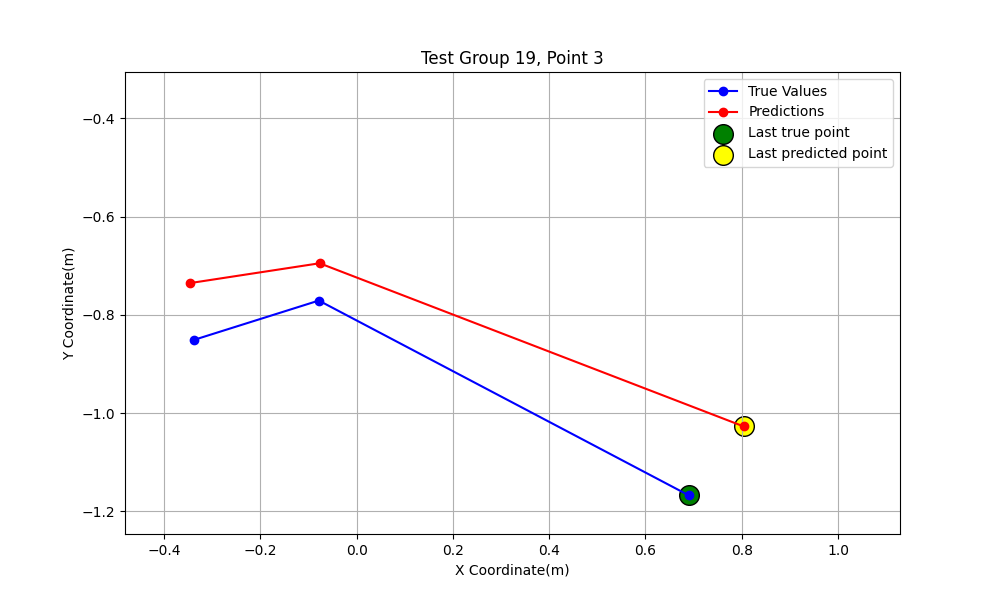 Test Group 19, Point 3
True Values
Predictions
Last true point
Last predicted point
Y Coordinate(m)
−0.4
−0.6
−0.8
−1.0
−1.2
−0.4 −0.2 0.0 0.2 0.4 0.6 0.8 1.0
X Coordinate(m)